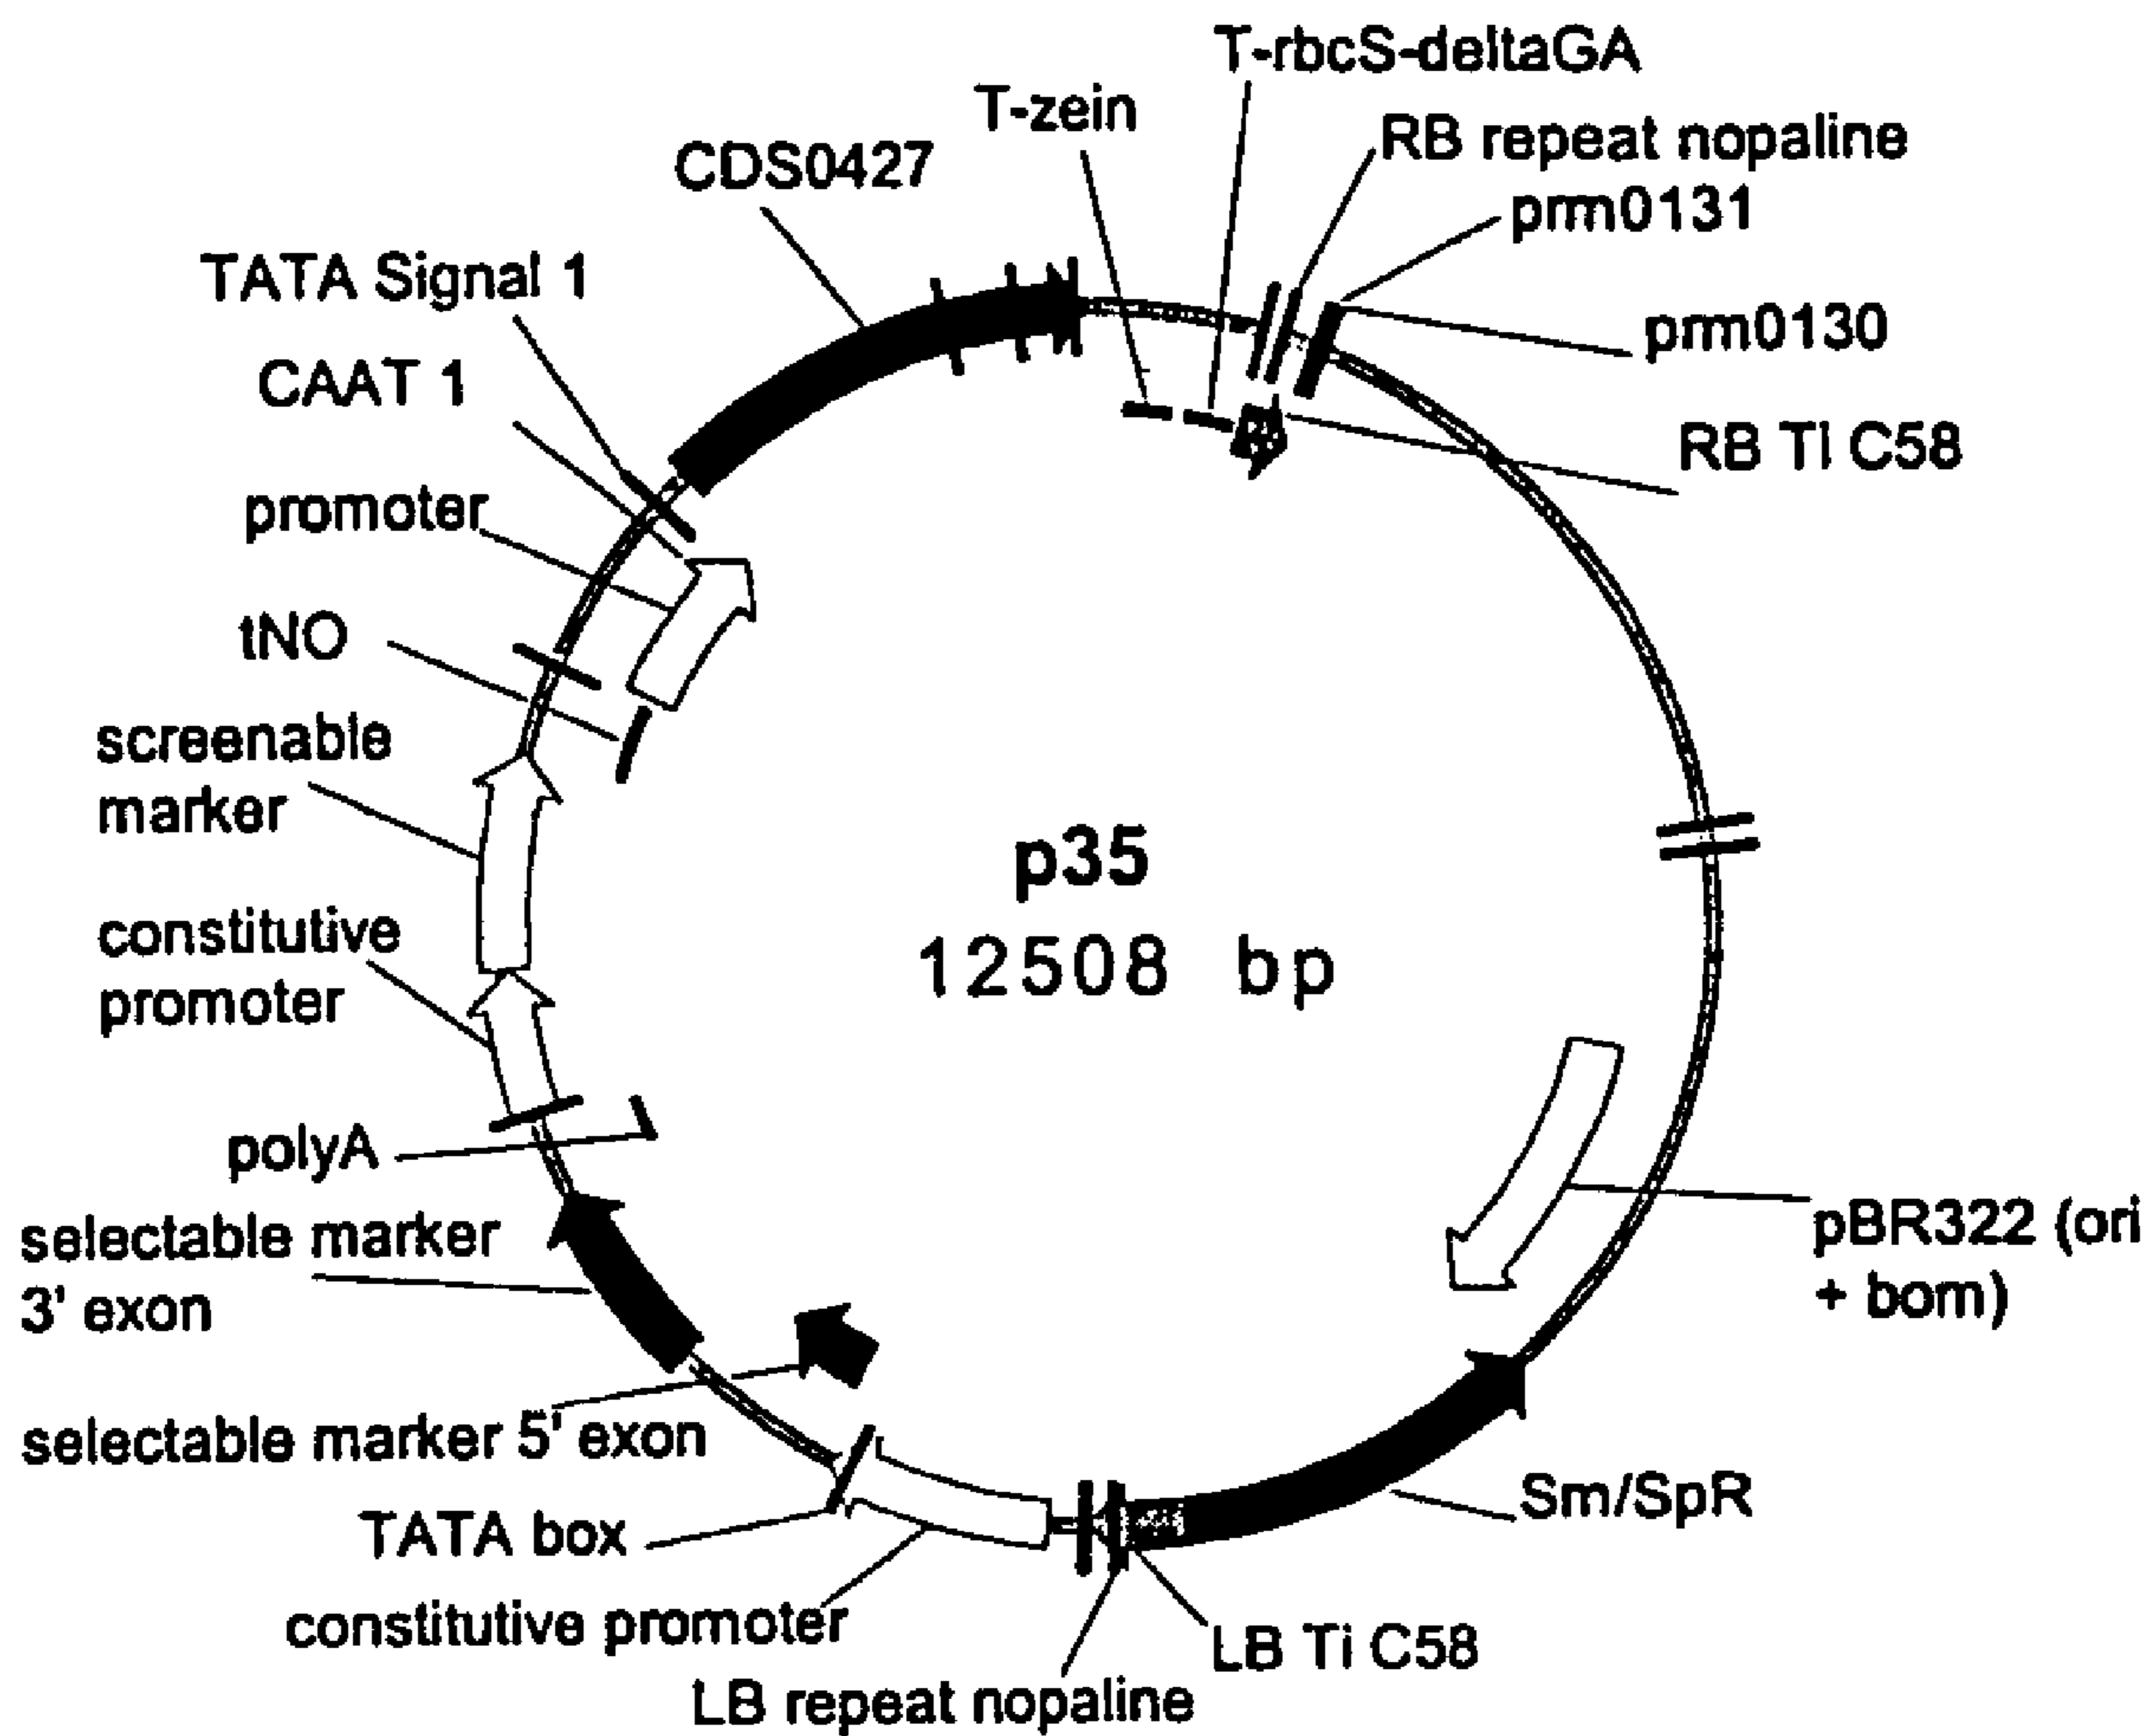 T-rbcS-deltaGA
T-zein
RB repeat nopaline
CDS0427
prm0131
TATA Signal 1
prm0130
CAAT 1
RB TI C58
promoter
tNO
screenable
marker
p35
12508 bp
constitutive
promoter
polyA
selectable marker
3' exon
pBR322 (ori
+ bom)
selectable marker 5' exon
Sm/SpR
TATA box
constitutive promoter
LB Ti C58
LB repeat nopaline